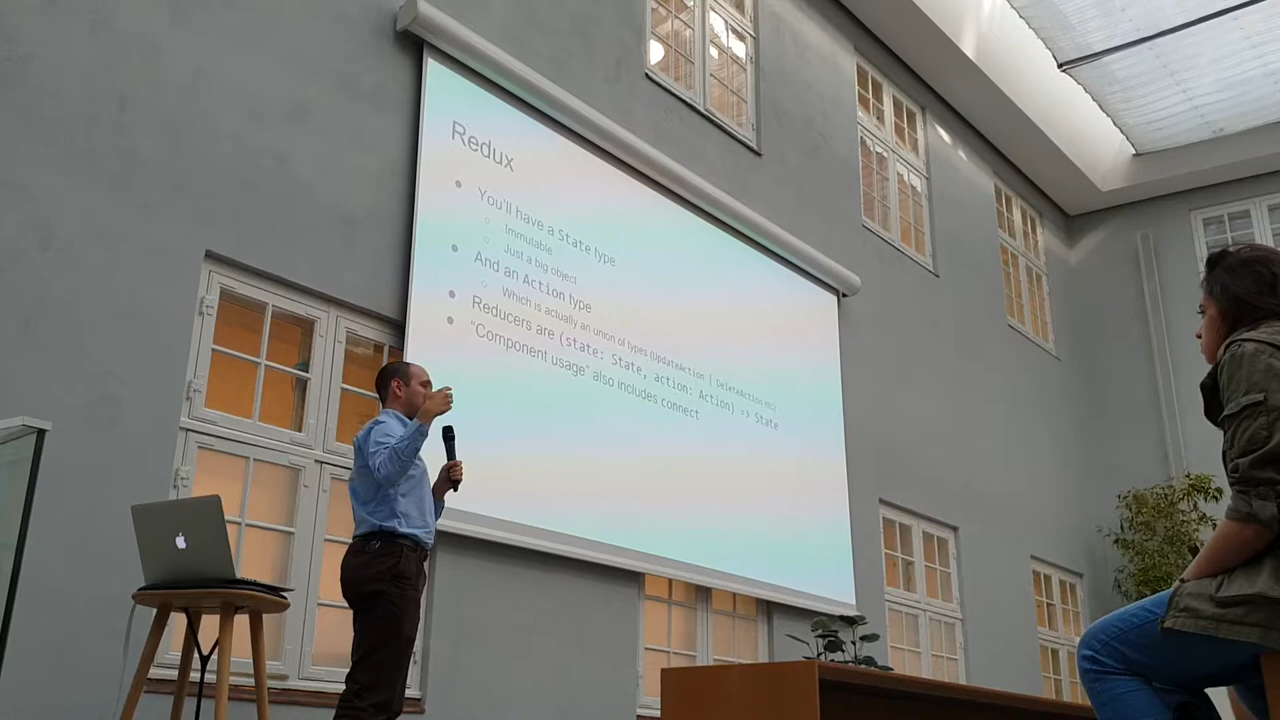 Redux
You'll have a State type
Immutable
Just a big object
And an Action type
Which is actually an union of types (UpdateAction | DeleteAction etc)
Reducers are (state: State, action: Action) => State
"Component usage" also includes connect